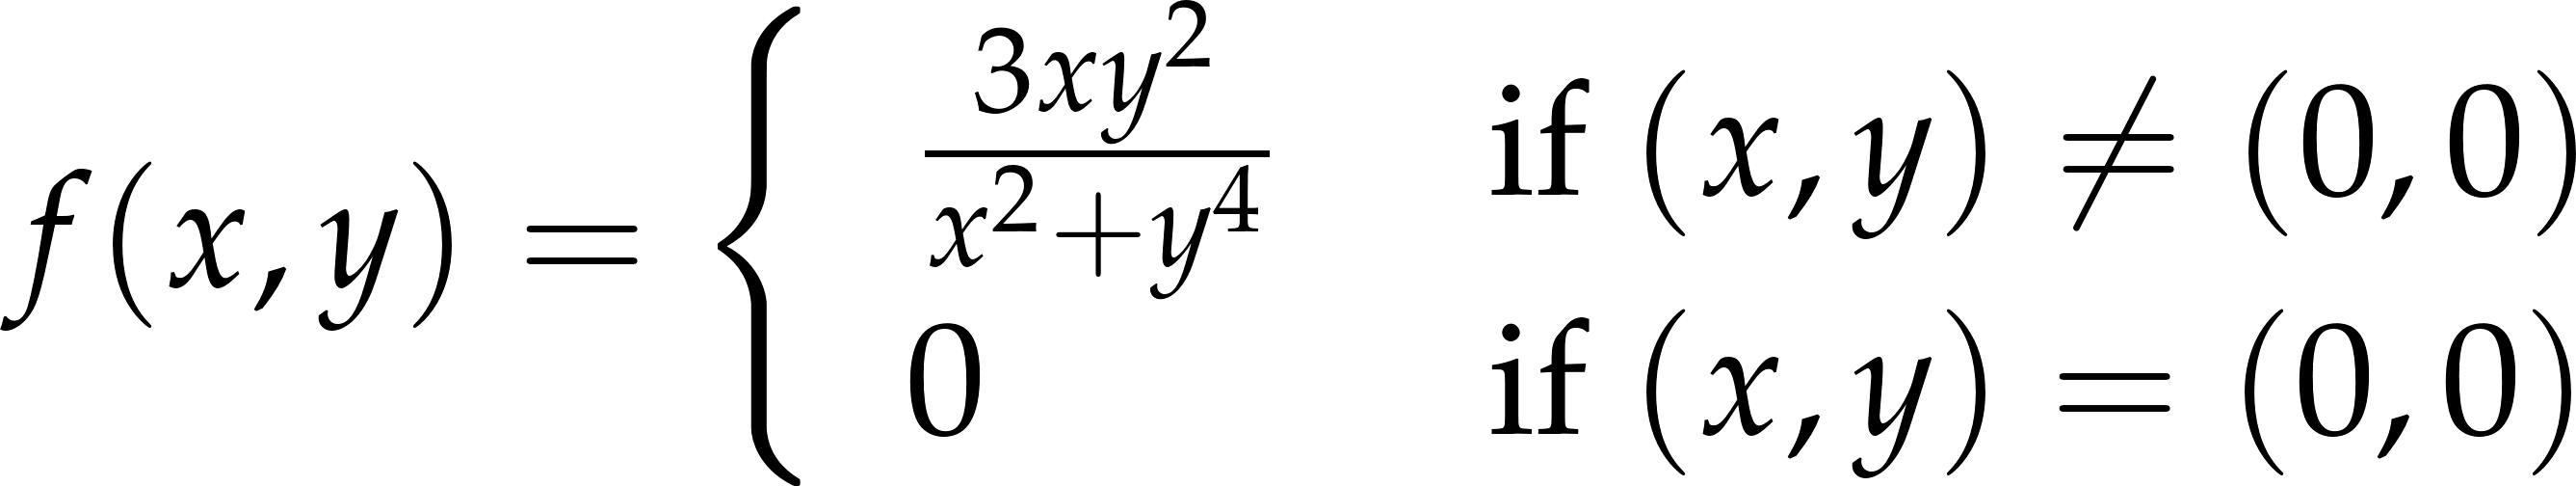 f(x, y) = { 3xy² / x²+y⁴ if (x, y) ≠ (0, 0)
0 if (x, y) = (0, 0)